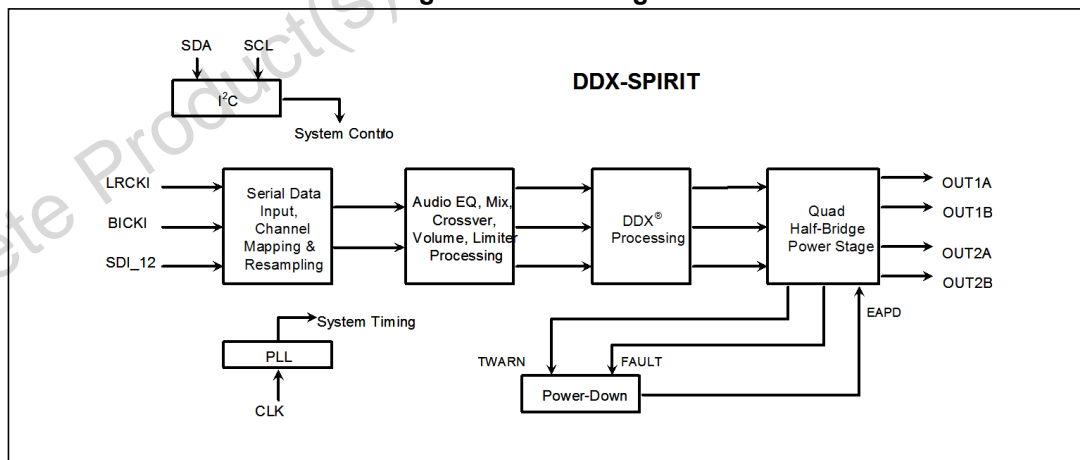 SDA SCL
DDX-SPIRIT
I²C
System Contro
LRCKI
BICKI
SDI_12
Serial Data
Input,
Channel
Mapping &
Resampling
Audio EQ, Mix,
Crossver,
Volume, Limiter
Processing
DDX®
Processing
Quad
Half-Bridge
Power Stage
OUT1A
OUT1B
OUT2A
OUT2B
System Timing
PLL
CLK
TWARN
FAULT
EAPD
Power-Down
ete Product(s)